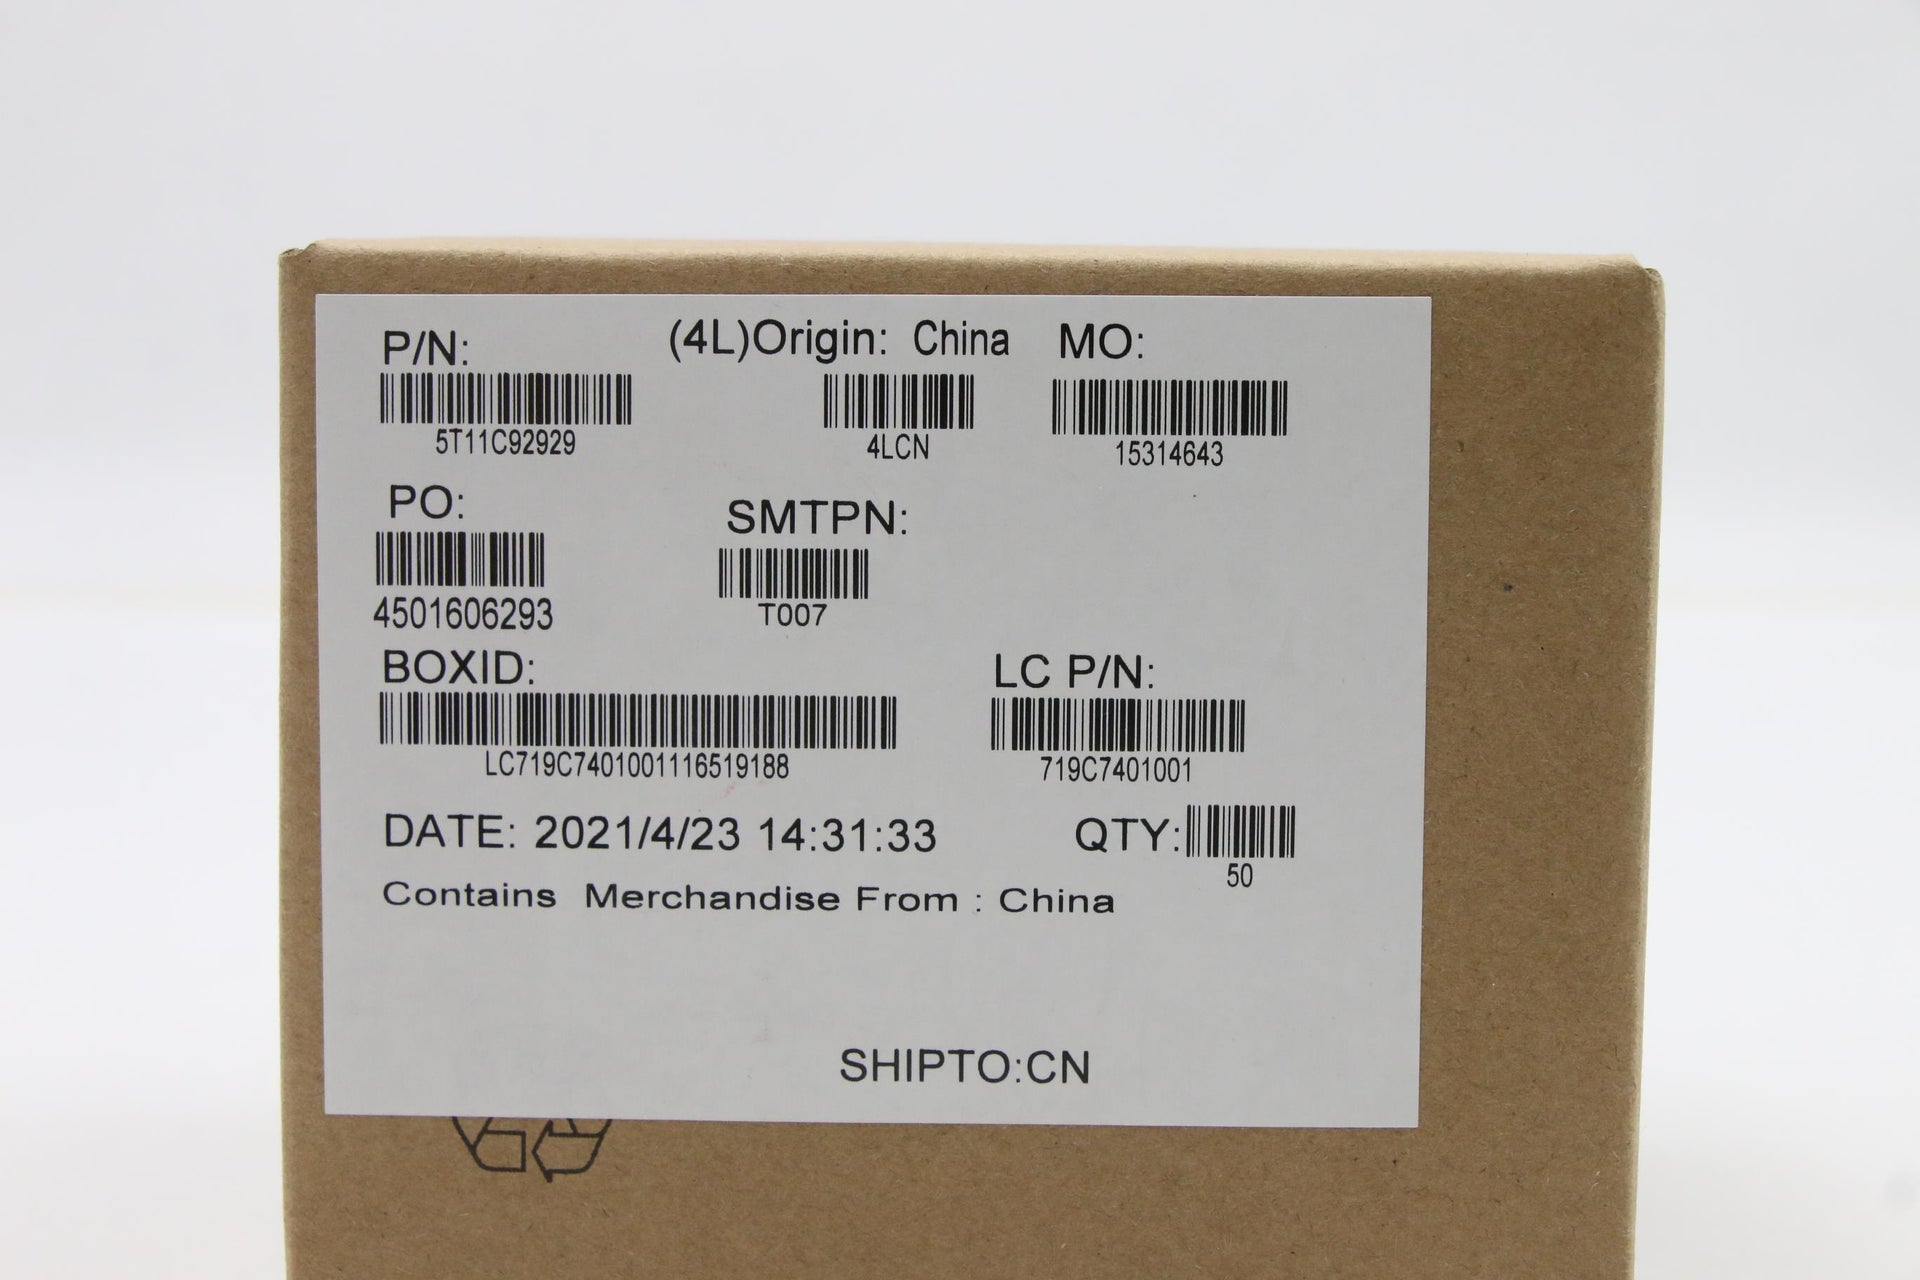 P/N: (4L)Origin: China MO:
5T11C92929 4LCN 15314643
PO: SMTPN:
4501606293 T007
BOXID: LC P/N:
LC719C7401001116519188 719C7401001
DATE: 2021/4/23 14:31:33 QTY:
50
Contains Merchandise From : China
SHIPTO:CN